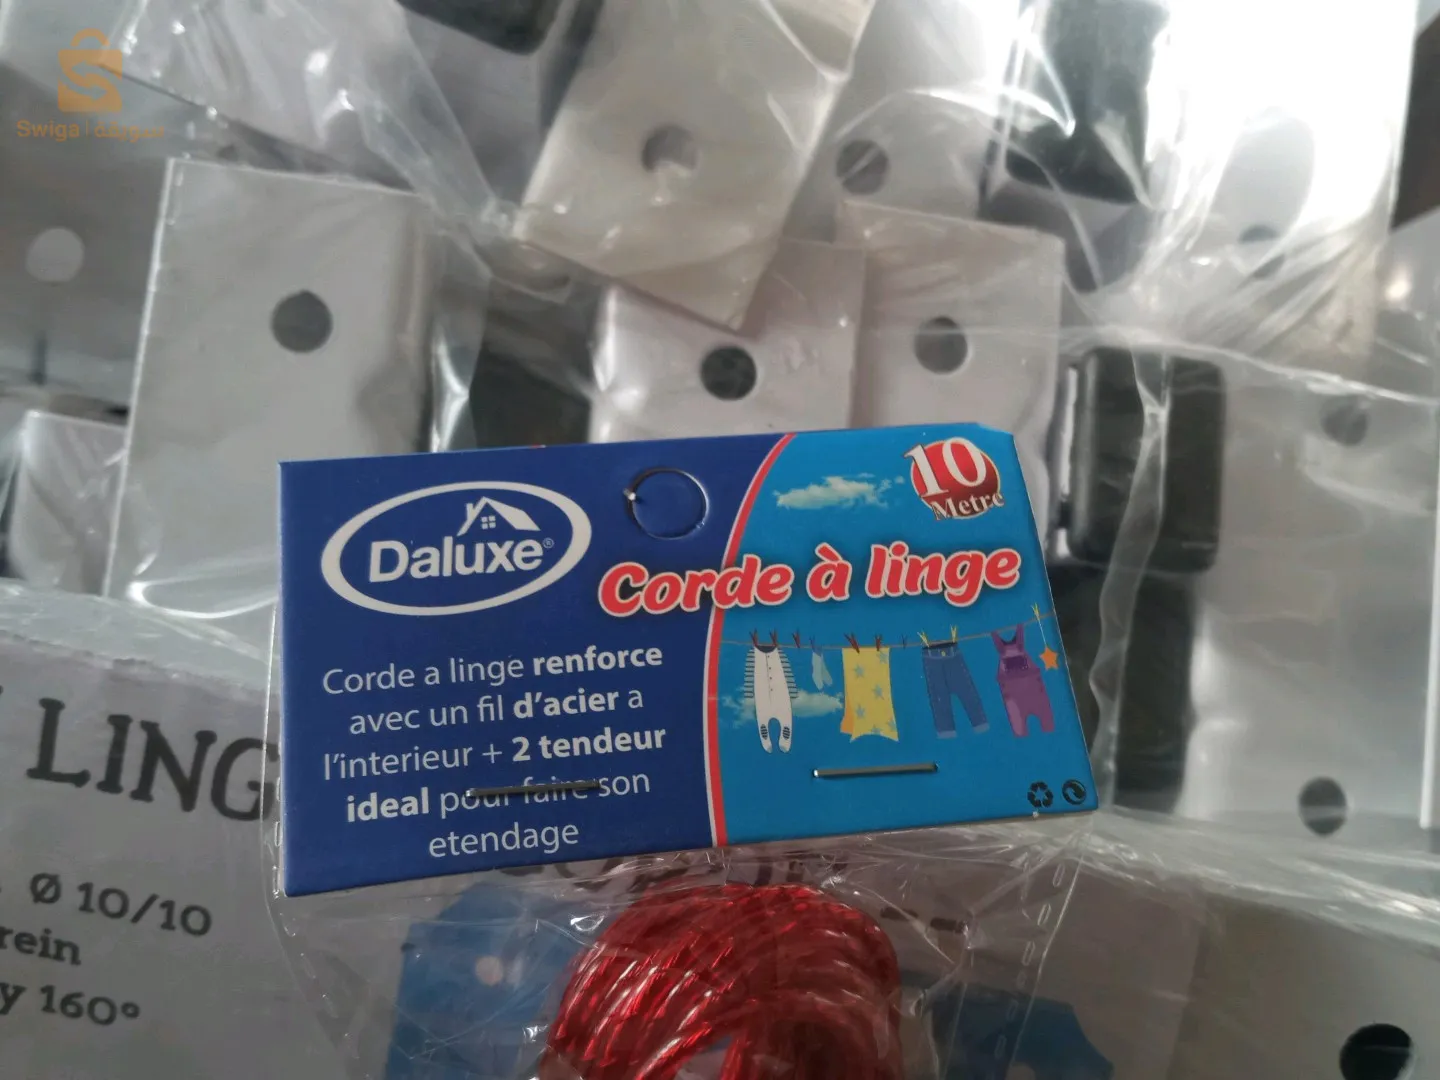 Swiga | سويقة
Daluxe®
10
Metre
Corde à linge
Corde a linge renforce
avec un fil d'acier a
l'interieur + 2 tendeur
ideal pour faire son
etendage
LING
Ø 10/10
rein
y 160°